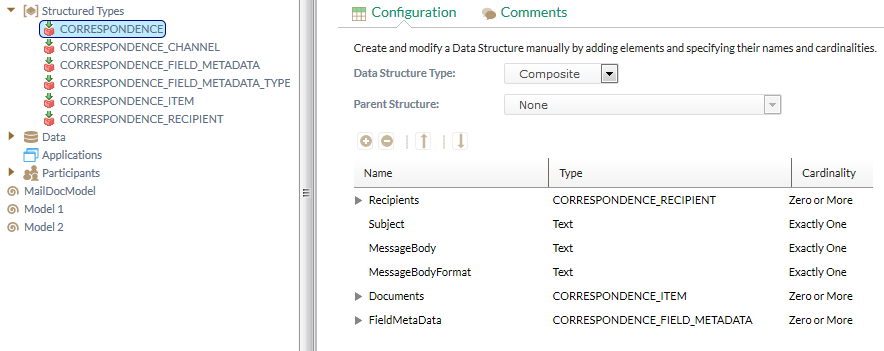 Structured Types
CORRESPONDENCE
CORRESPONDENCE_CHANNEL
CORRESPONDENCE_FIELD_METADATA
CORRESPONDENCE_FIELD_METADATA_TYPE
CORRESPONDENCE_ITEM
CORRESPONDENCE_RECIPIENT
Data
Applications
Participants
MailDocModel
Model 1
Model 2
Configuration Comments
Create and modify a Data Structure manually by adding elements and specifying their names and cardinalities.
Data Structure Type: Composite
Parent Structure: None
Name Type Cardinality
Recipients CORRESPONDENCE_RECIPIENT Zero or More
Subject Text Exactly One
MessageBody Text Exactly One
MessageBodyFormat Text Exactly One
Documents CORRESPONDENCE_ITEM Zero or More
FieldMetaData CORRESPONDENCE_FIELD_METADATA Zero or More